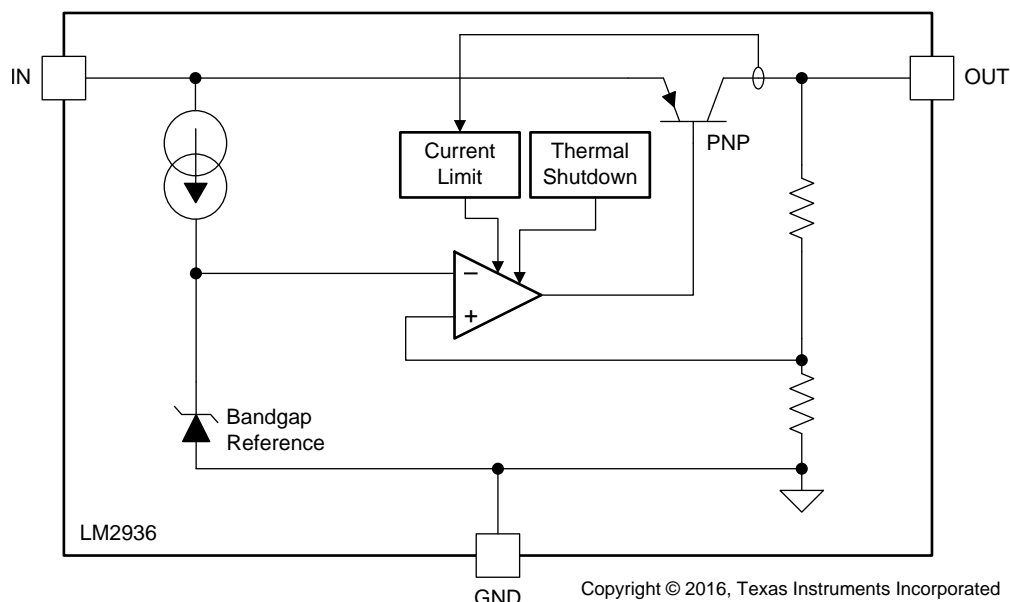 IN
OUT
PNP
Current
Limit
Thermal
Shutdown
−
+
Bandgap
Reference
LM2936
GND
Copyright © 2016, Texas Instruments Incorporated